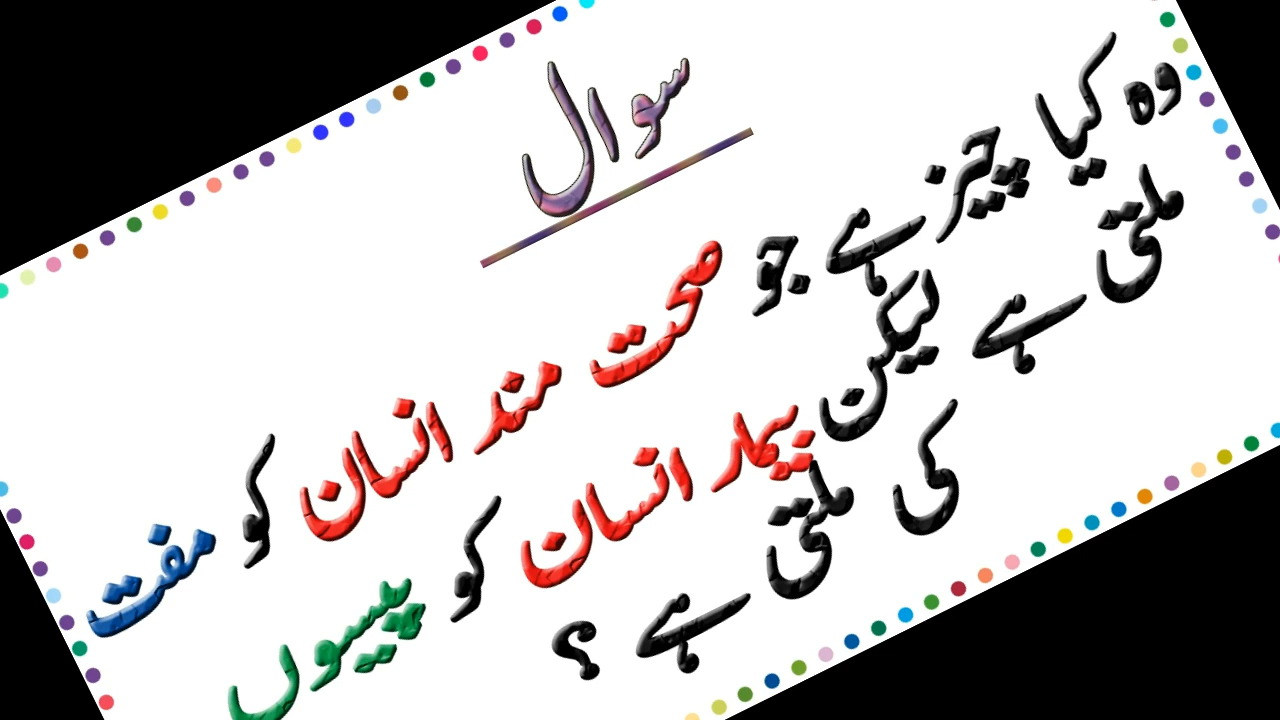 سوال
وہ کیا چیز ہے جو صحت مند انسان کو مفت
ملتی ہے لیکن بیمار انسان کو پیسوں
کی ملتی ہے ؟